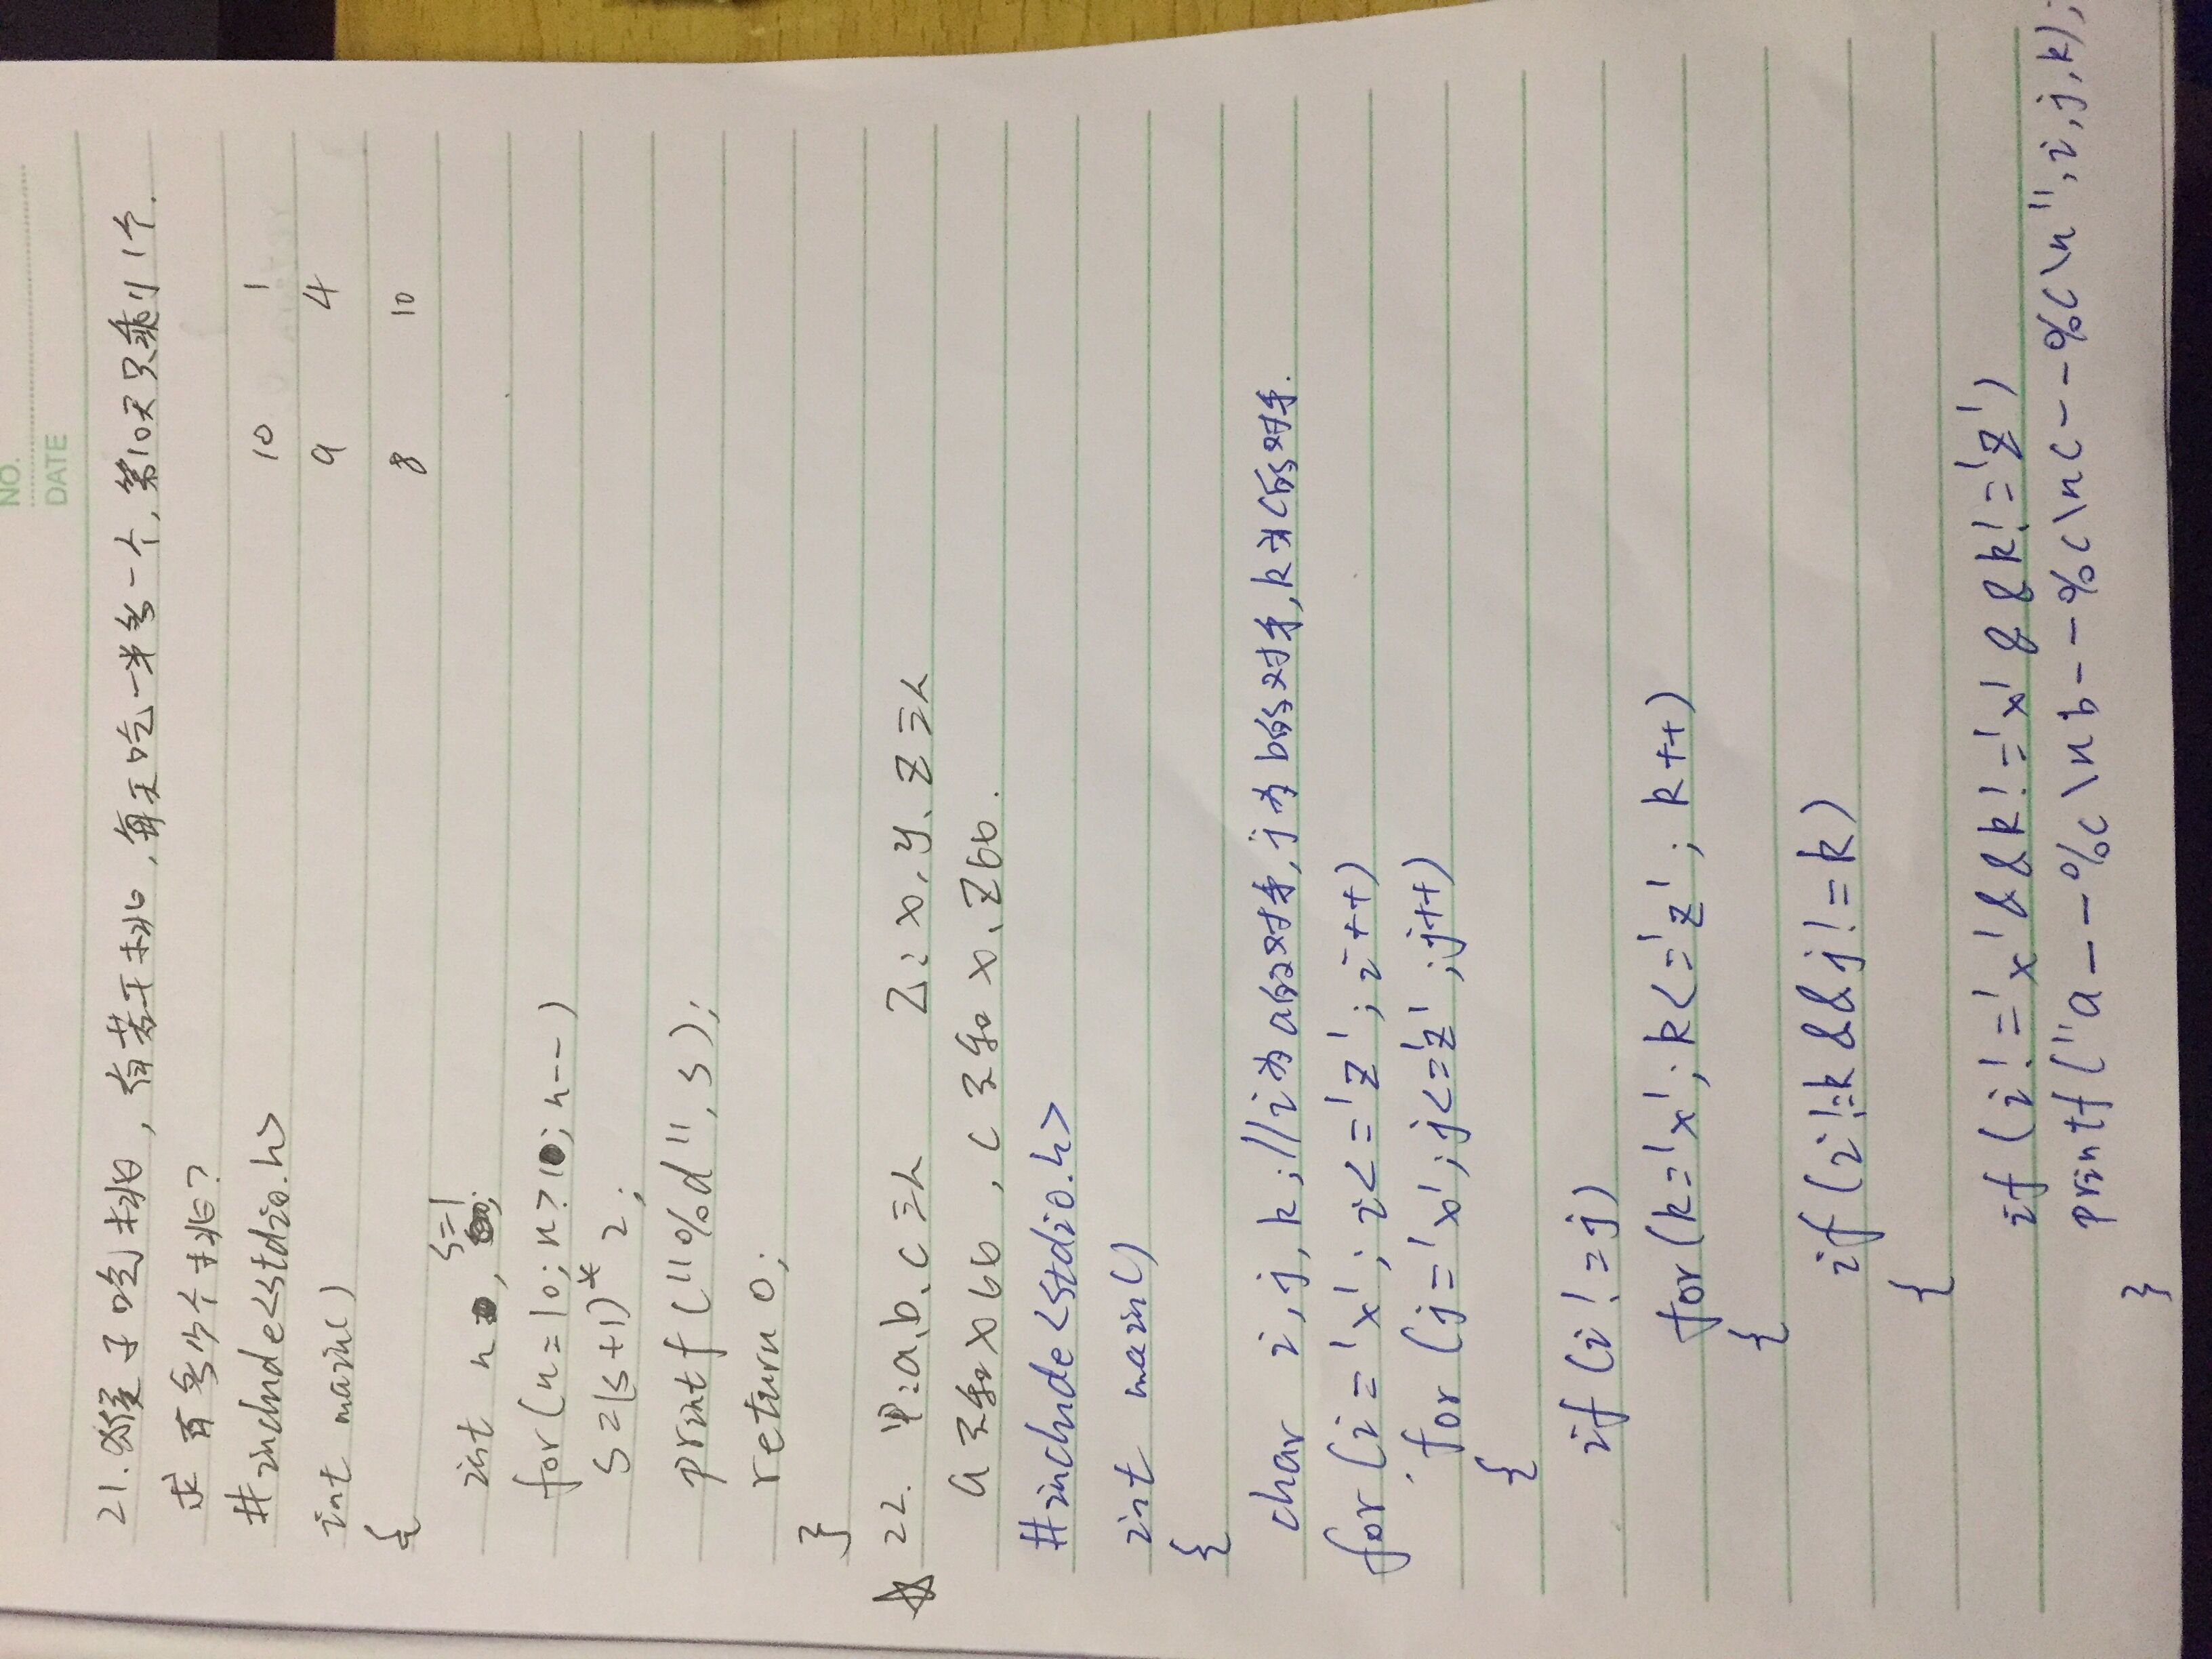 NO.
DATE
21.猴子吃桃,有若干桃,每天吃一半多一个,第10天只剩1个.
求有多少个桃?
#include<stdio.h> 10 1
int main() 9 4
{ 8 10
int n, s=1;
for(n=10;n>1;n--)
s=(s+1)*2;
printf("%d",s);
return 0;
}
☆22. 甲:a、b、c三人 乙:x、y、z三人
a不和x比,c不和x、z比.
#include<stdio.h>
int main()
{
char i,j,k;//i为a的对手,j为b的对手,k为c的对手.
for(i='x';i<='z';i++)
for(j='x';j<='z';j++)
{
if(i!=j)
for(k='x';k<='z';k++)
{
if(i!=k&&j!=k)
{
if(i!='x'&&k!='x'&&k!='z')
printf("a--%c\nb--%c\nc--%c\n",i,j,k);
}